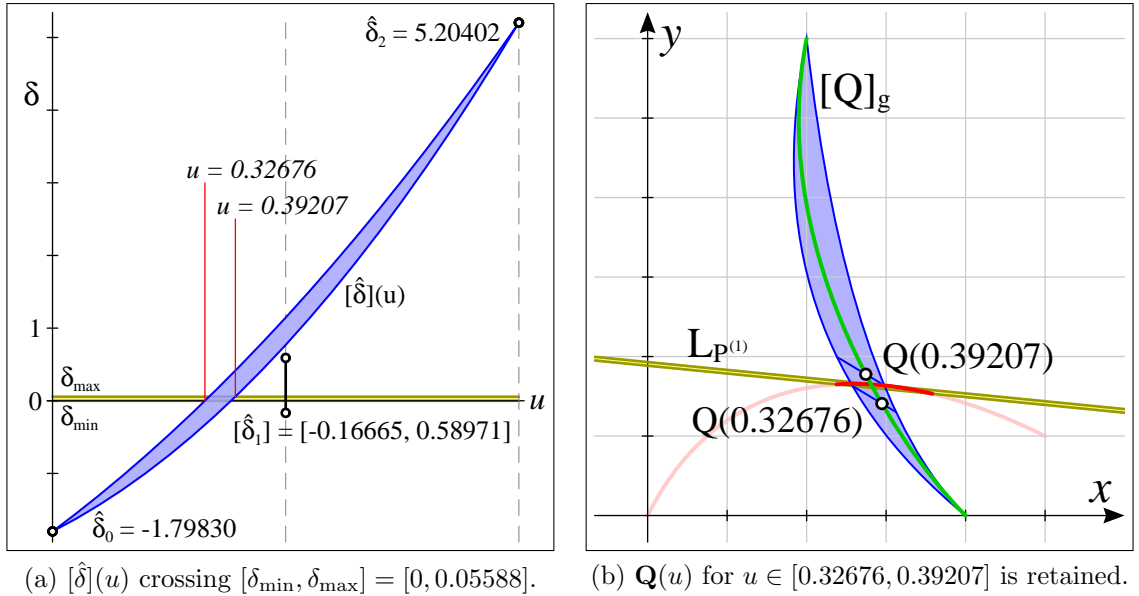 δ̂₂ = 5.20402
δ
u = 0.32676
u = 0.39207
[δ̂](u)
1
δmax
0
u
δmin
[δ̂₁] = [-0.16665, 0.58971]
δ̂₀ = -1.79830
(a) [δ̂](u) crossing [δmin, δmax] = [0, 0.05588].
y
[Q]g
L_P⁽¹⁾
Q(0.39207)
Q(0.32676)
x
(b) Q(u) for u ∈ [0.32676, 0.39207] is retained.